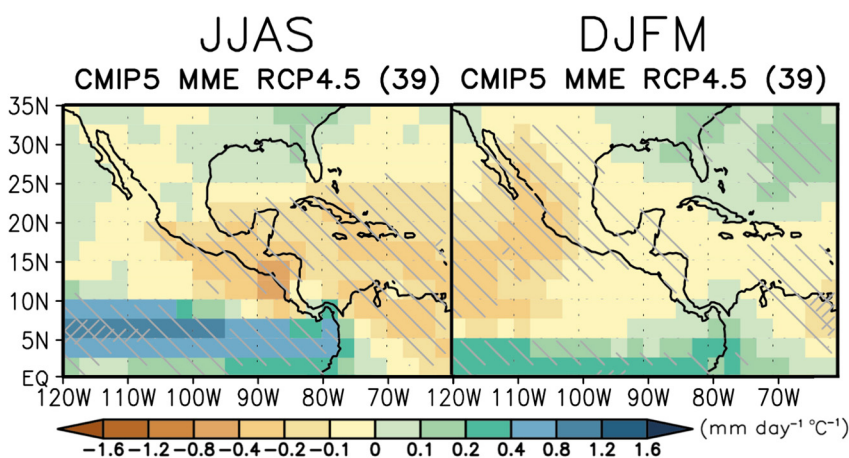 JJAS DJFM
CMIP5 MME RCP4.5 (39) CMIP5 MME RCP4.5 (39)
35N
30N
25N
20N
15N
10N
5N
EQ
120W 110W 100W 90W 80W 70W 120W 110W 100W 90W 80W 70W
-1.6 -1.2 -0.8 -0.4 -0.2 -0.1 0 0.1 0.2 0.4 0.8 1.2 1.6 (mm day⁻¹ °C⁻¹)